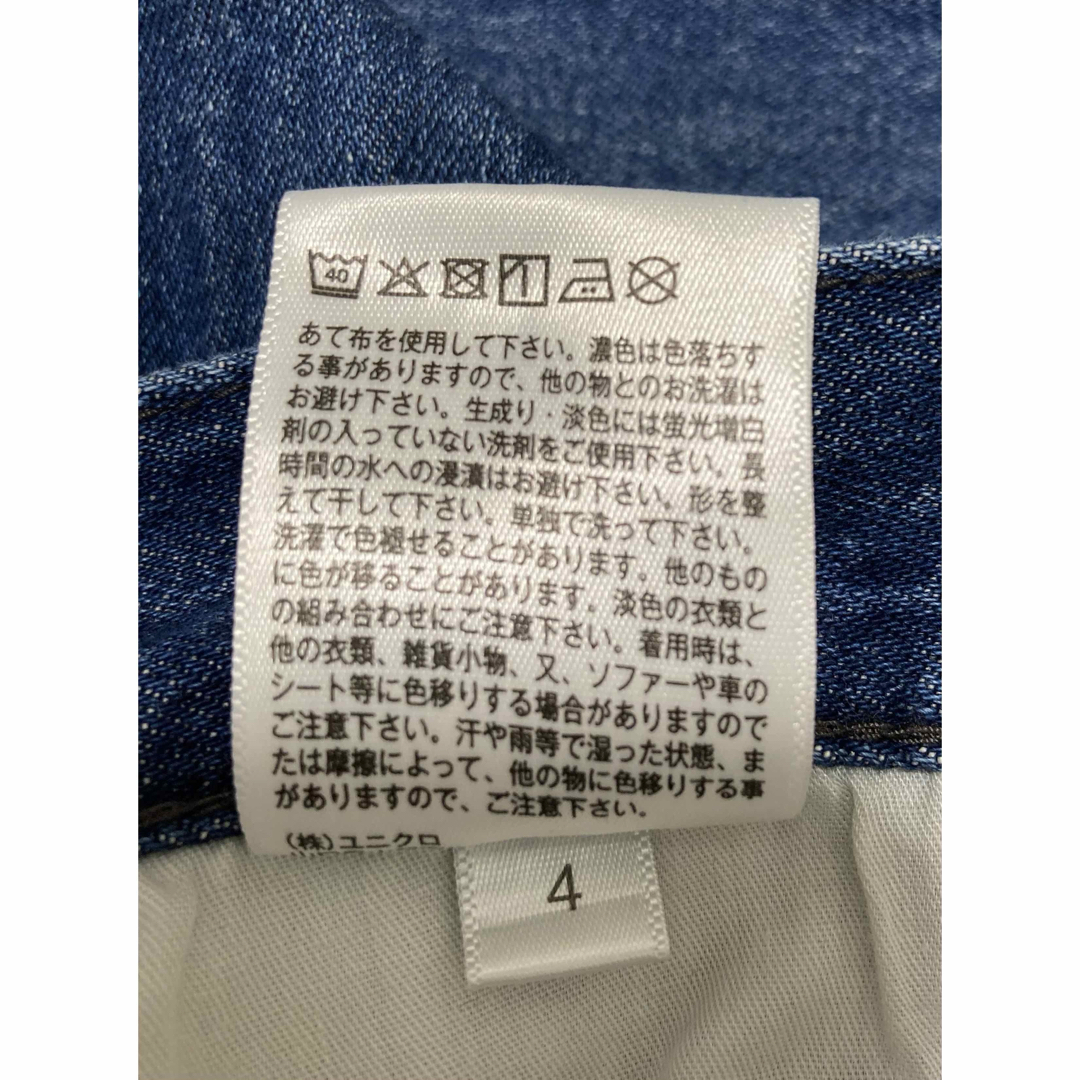 40
あて布を使用して下さい。濃色は色落ちす
る事がありますので、他の物とのお洗濯は
お避け下さい。生成り・淡色には蛍光増白
剤の入っていない洗剤をご使用下さい。長
時間の水への浸漬はお避け下さい。形を整
えて干して下さい。単独で洗って下さい。
洗濯で色褪せることがあります。他のもの
に色が移ることがあります。淡色の衣類と
の組み合わせにご注意下さい。着用時は、
他の衣類、雑貨小物、又、ソファーや車の
シート等に色移りする場合がありますので
ご注意下さい。汗や雨等で湿った状態、ま
たは摩擦によって、他の物に色移りする事
がありますので、ご注意下さい。
(株)ユニクロ
4